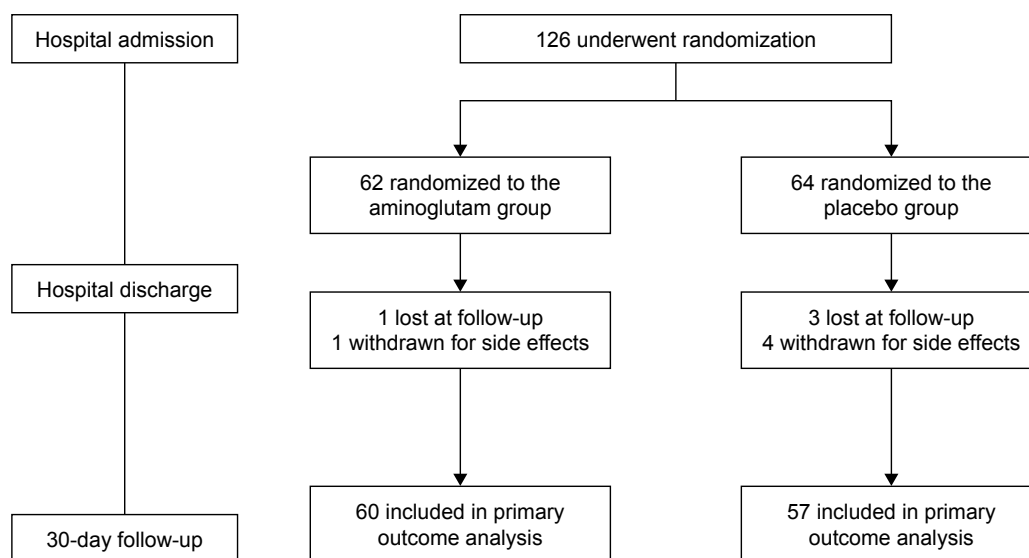 Hospital admission
126 underwent randomization
62 randomized to the
aminoglutam group
64 randomized to the
placebo group
Hospital discharge
1 lost at follow-up
1 withdrawn for side effects
3 lost at follow-up
4 withdrawn for side effects
30-day follow-up
60 included in primary
outcome analysis
57 included in primary
outcome analysis